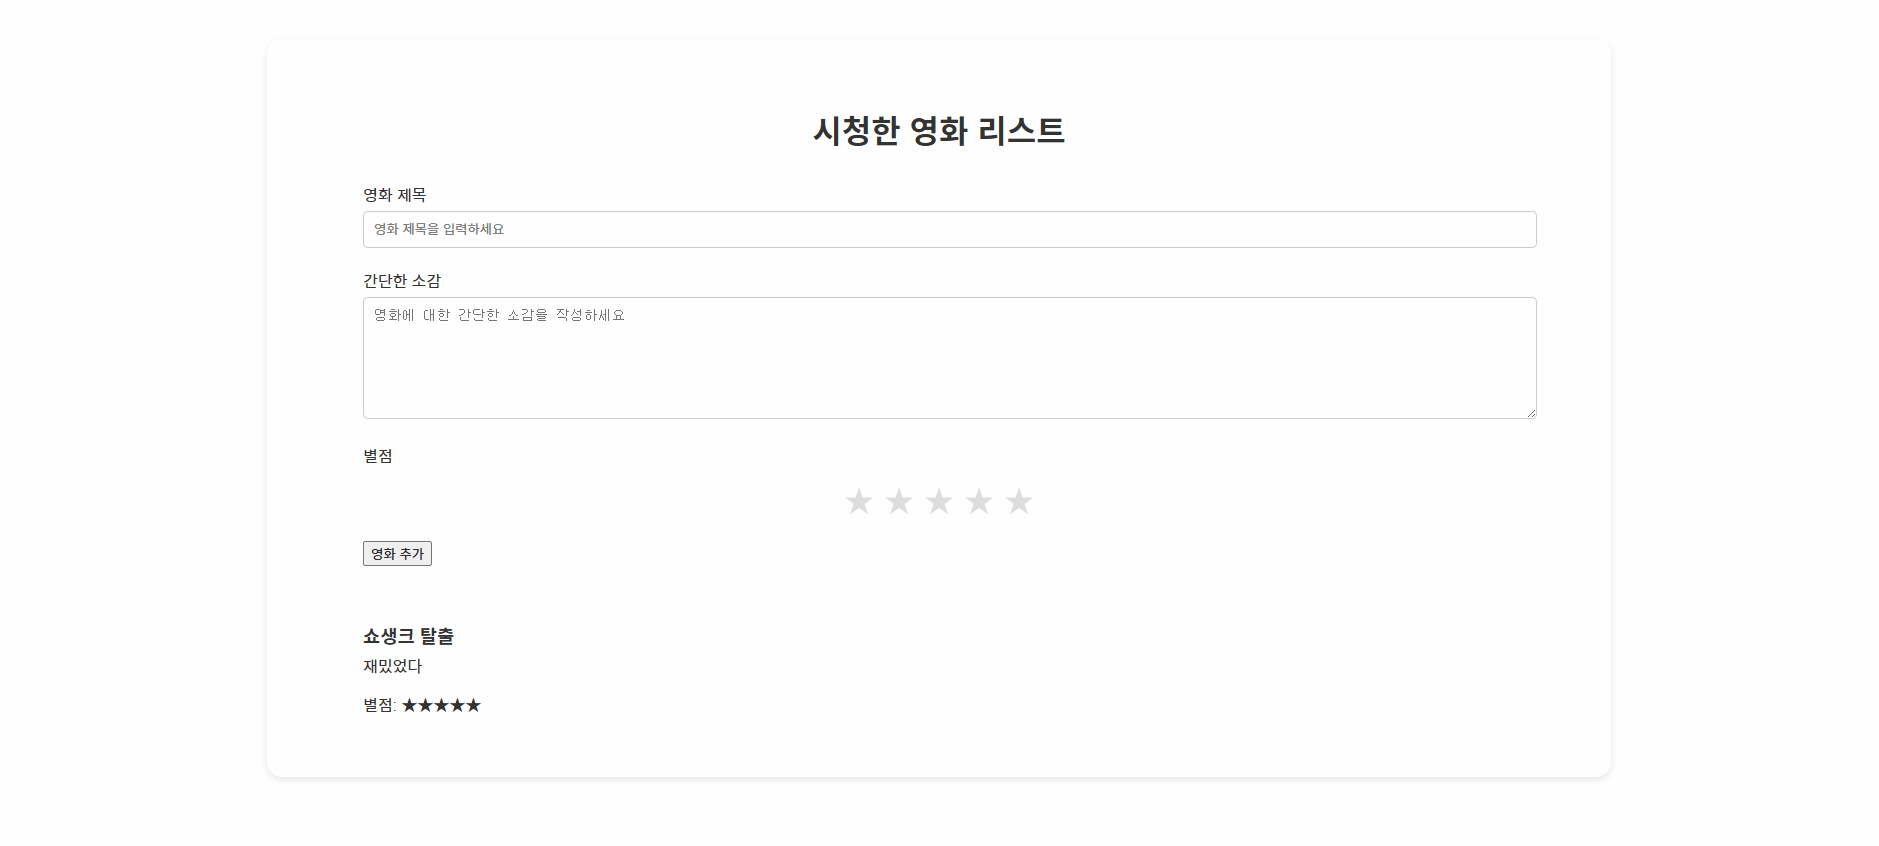 시청한 영화 리스트
영화 제목
영화 제목을 입력하세요
간단한 소감
영화에 대한 간단한 소감을 작성하세요
별점
★ ★ ★ ★ ★
영화 추가
쇼생크 탈출
재밌었다
별점: ★★★★★